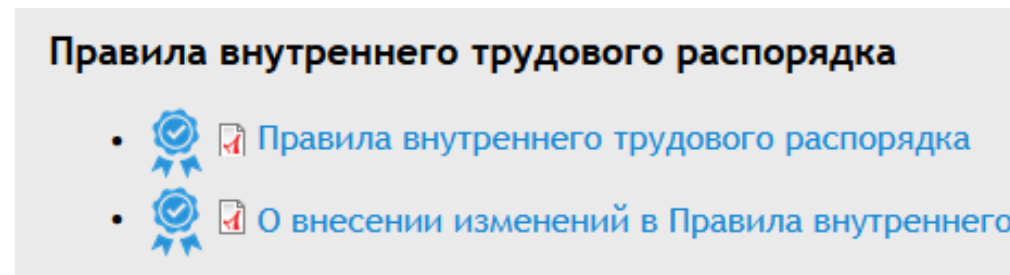 Правила внутреннего трудового распорядка
Правила внутреннего трудового распорядка
О внесении изменений в Правила внутреннего